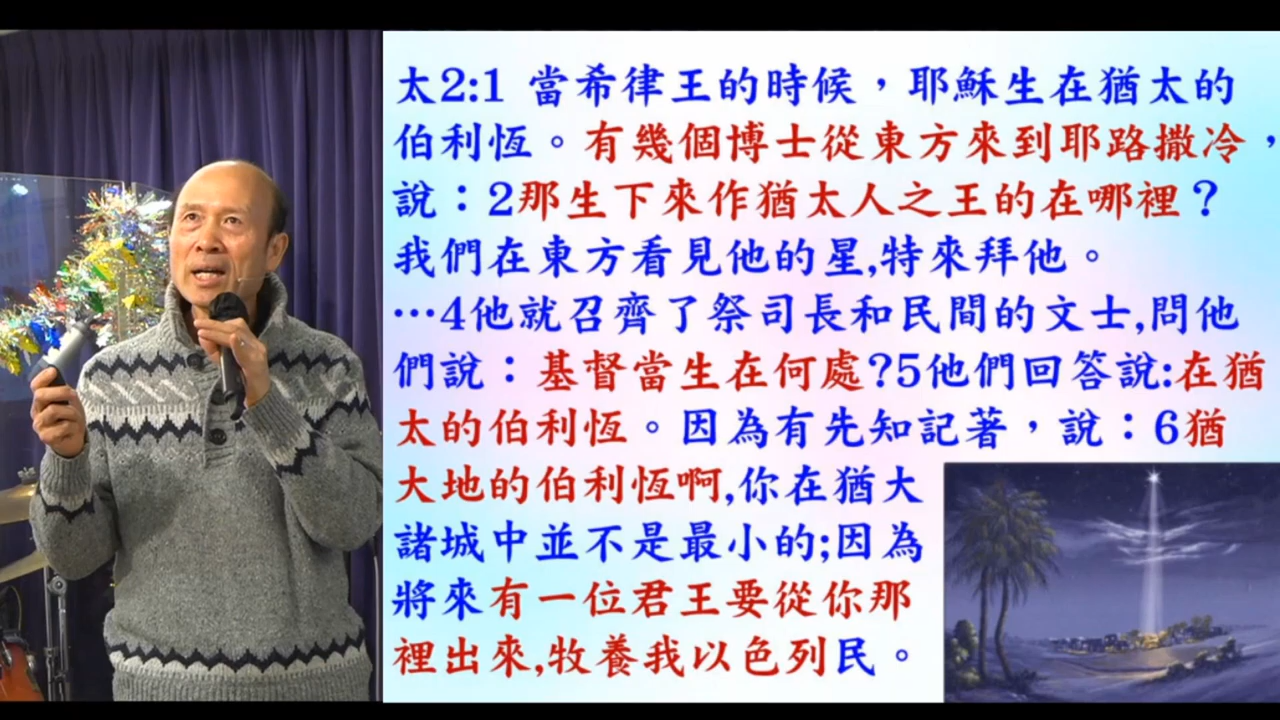 太2:1 當希律王的時候，耶穌生在猶太的
伯利恆。有幾個博士從東方來到耶路撒冷，
說：2那生下來作猶太人之王的在哪裡？
我們在東方看見他的星,特來拜他。
…4他就召齊了祭司長和民間的文士,問他
們說：基督當生在何處?5他們回答說:在猶
太的伯利恆。因為有先知記著，說：6猶
大地的伯利恆啊,你在猶大
諸城中並不是最小的;因為
將來有一位君王要從你那
裡出來,牧養我以色列民。